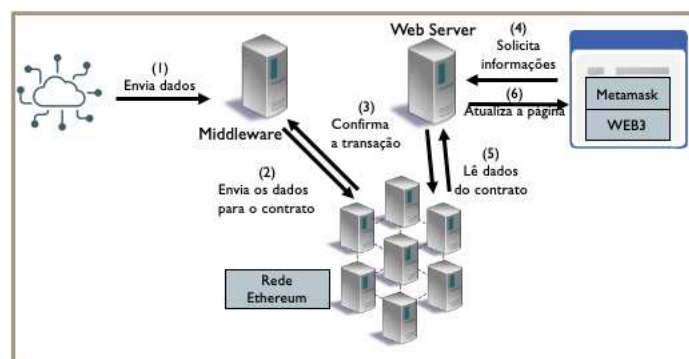 Web Server
(4)
Solicita
informações
(1)
Envia dados
(3)
Confirma
a transação
(6)
Atualiza a página
Metamask
WEB3
Middleware
(2)
Envia os dados
para o contrato
(5)
Lê dados
do contrato
Rede
Ethereum